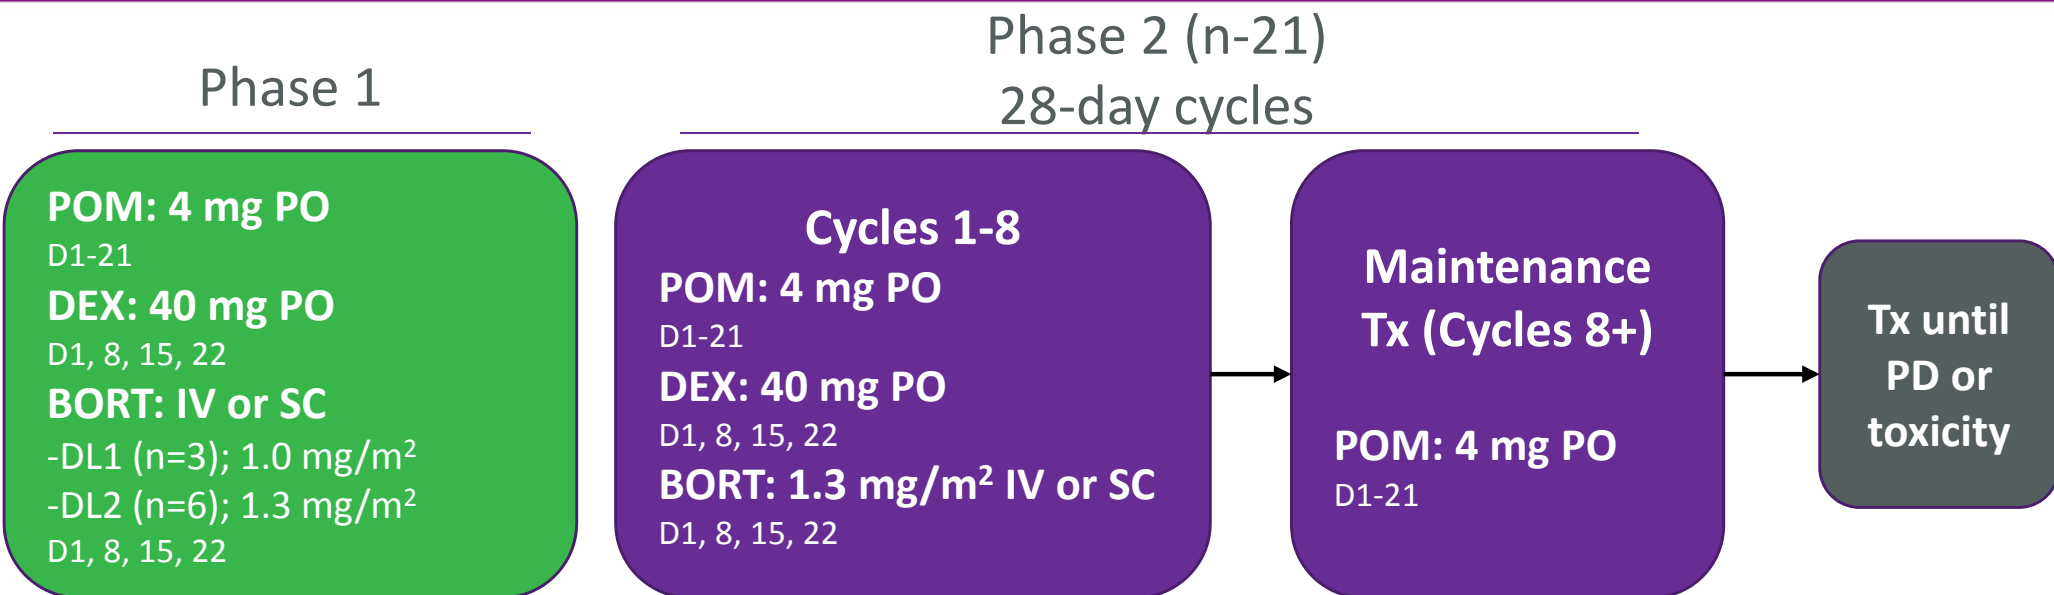 Phase 1
Phase 2 (n-21)
28-day cycles
POM: 4 mg PO
D1-21
DEX: 40 mg PO
D1, 8, 15, 22
BORT: IV or SC
-DL1 (n=3); 1.0 mg/m²
-DL2 (n=6); 1.3 mg/m²
D1, 8, 15, 22
Cycles 1-8
POM: 4 mg PO
D1-21
DEX: 40 mg PO
D1, 8, 15, 22
BORT: 1.3 mg/m² IV or SC
D1, 8, 15, 22
Maintenance
Tx (Cycles 8+)
POM: 4 mg PO
D1-21
Tx until
PD or
toxicity